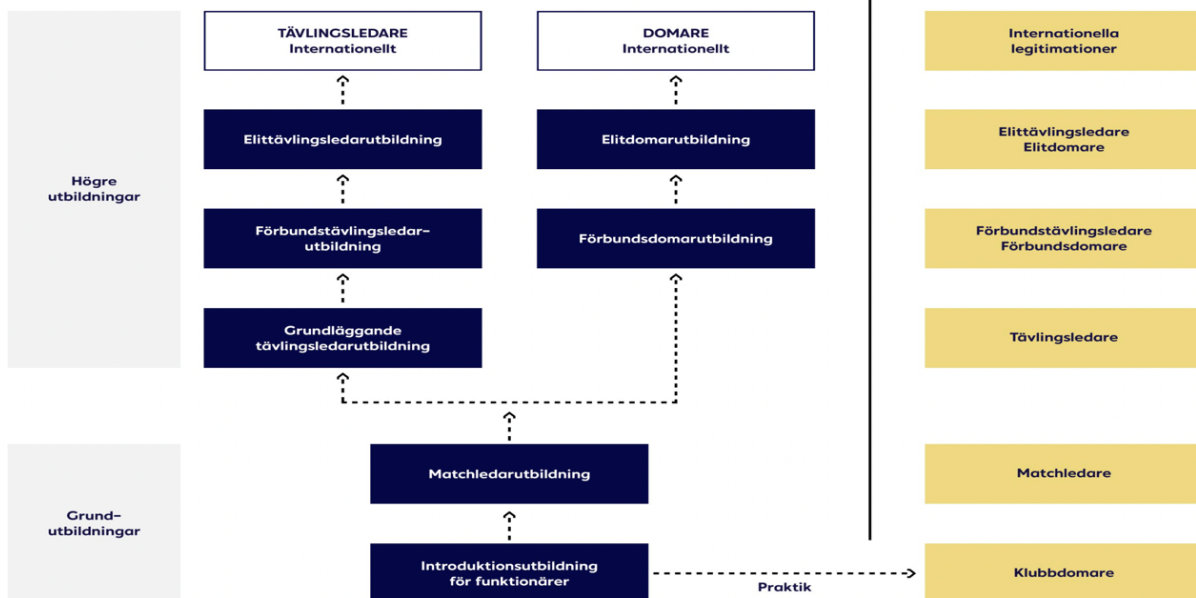 TÄVLINGSLEDARE
Internationellt
DOMARE
Internationellt
Internationella
legitimationer
Elittävlingsledarutbildning
Elitdomarutbildning
Elittävlingsledare
Elitdomare
Högre
utbildningar
Förbundstävlingsledar-
utbildning
Förbundsdomarutbildning
Förbundstävlingsledare
Förbundsdomare
Grundläggande
tävlingsledarutbildning
Tävlingsledare
Matchledarutbildning
Matchledare
Grund-
utbildningar
Introduktionsutbildning
för funktionärer
Praktik
Klubbdomare